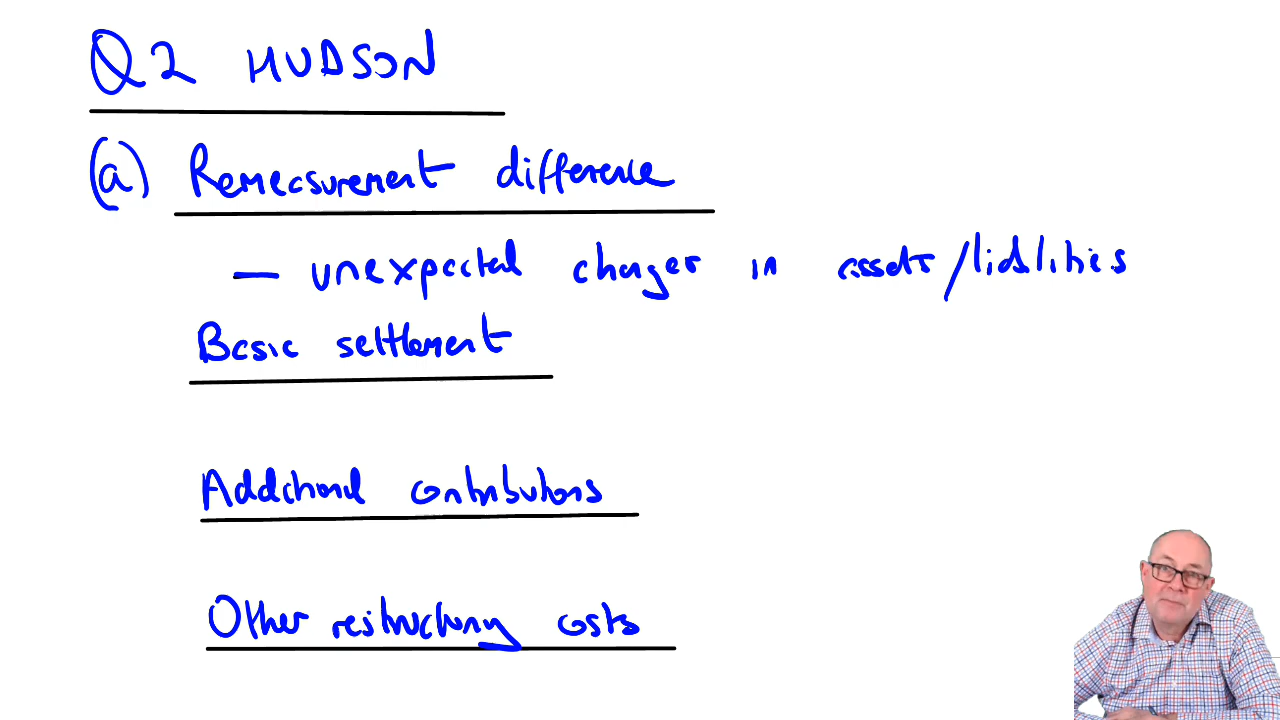 Q2 HUDSON
(a) Remeasurement difference
— unexpected changes in assets/liabilities
Basic settlement
Additional contributions
Other restructuring costs